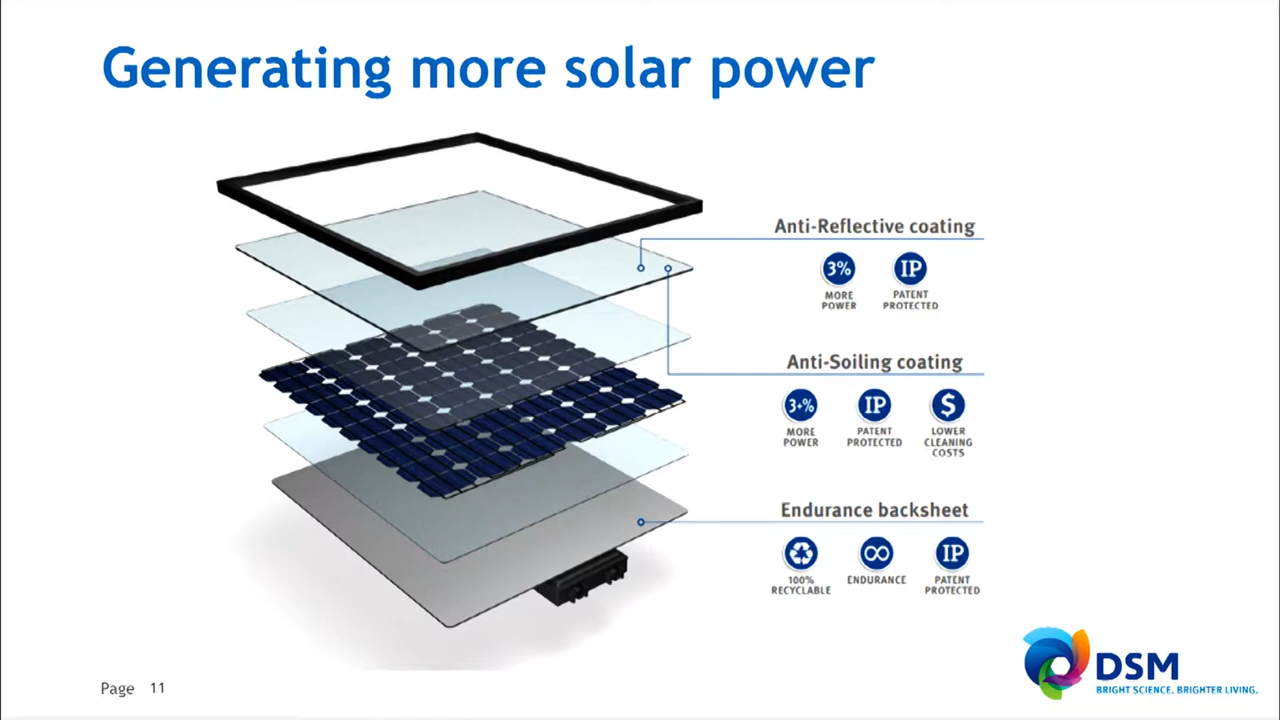 Generating more solar power
Anti-Reflective coating
3%
IP
MORE
POWER
PATENT
PROTECTED
Anti-Soiling coating
3+%
IP
$
MORE
POWER
PATENT
PROTECTED
LOWER
CLEANING
COSTS
Endurance backsheet
IP
100%
RECYCLABLE
ENDURANCE
PATENT
PROTECTED
DSM
BRIGHT SCIENCE. BRIGHTER LIVING.
Page 11